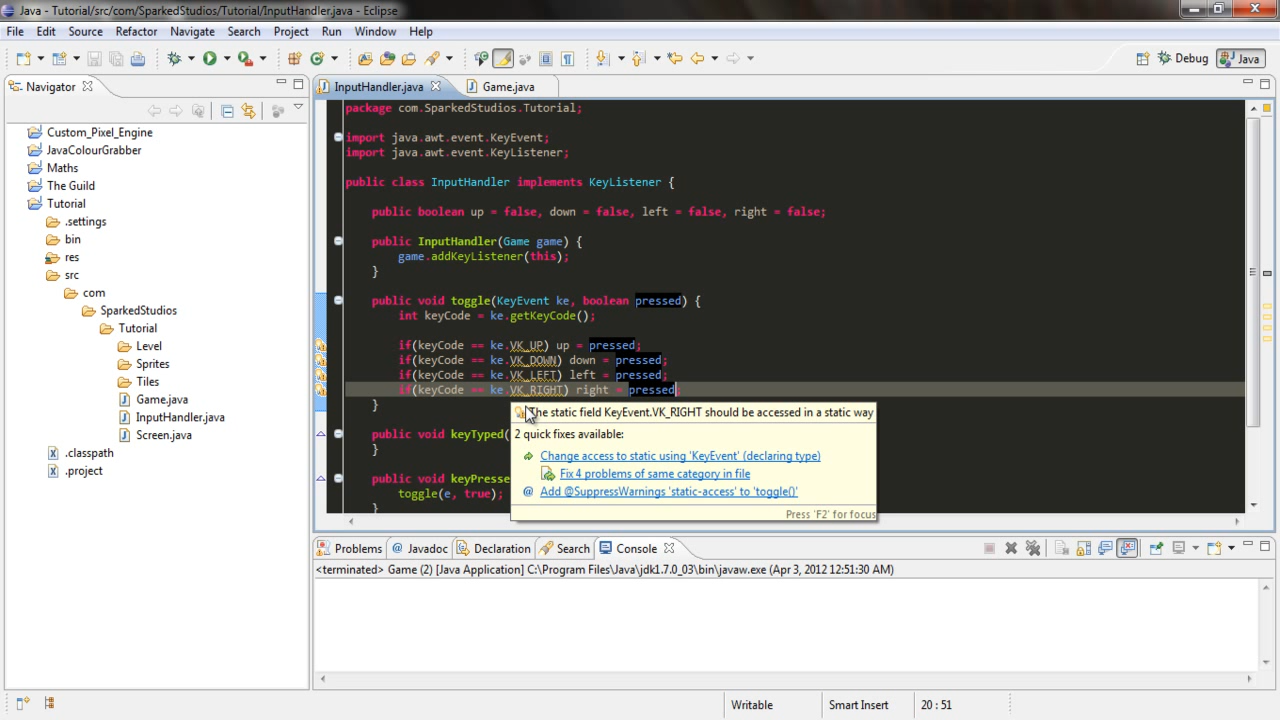 Java - Tutorial/src/com/SparkedStudios/Tutorial/InputHandler.java - Eclipse
File Edit Source Refactor Navigate Search Project Run Window Help
Debug Java
Navigator
Custom_Pixel_Engine
JavaColourGrabber
Maths
The Guild
Tutorial
.settings
bin
res
src
com
SparkedStudios
Tutorial
Level
Sprites
Tiles
Game.java
InputHandler.java
Screen.java
.classpath
.project
InputHandler.java Game.java
package com.SparkedStudios.Tutorial;
import java.awt.event.KeyEvent;
import java.awt.event.KeyListener;
public class InputHandler implements KeyListener {
public boolean up = false, down = false, left = false, right = false;
public InputHandler(Game game) {
game.addKeyListener(this);
}
public void toggle(KeyEvent ke, boolean pressed) {
int keyCode = ke.getKeyCode();
if(keyCode == ke.VK_UP) up = pressed;
if(keyCode == ke.VK_DOWN) down = pressed;
if(keyCode == ke.VK_LEFT) left = pressed;
if(keyCode == ke.VK_RIGHT) right = pressed;
}
public void keyTyped(
}
public void keyPresse
toggle(e, true);
}
The static field KeyEvent.VK_RIGHT should be accessed in a static way
2 quick fixes available:
Change access to static using 'KeyEvent' (declaring type)
Fix 4 problems of same category in file
Add @SuppressWarnings 'static-access' to 'toggle()'
Press 'F2' for focus
Problems @ Javadoc Declaration Search Console
<terminated> Game (2) [Java Application] C:\Program Files\Java\jdk1.7.0_03\bin\javaw.exe (Apr 3, 2012 12:51:30 AM)
Writable Smart Insert 20 : 51